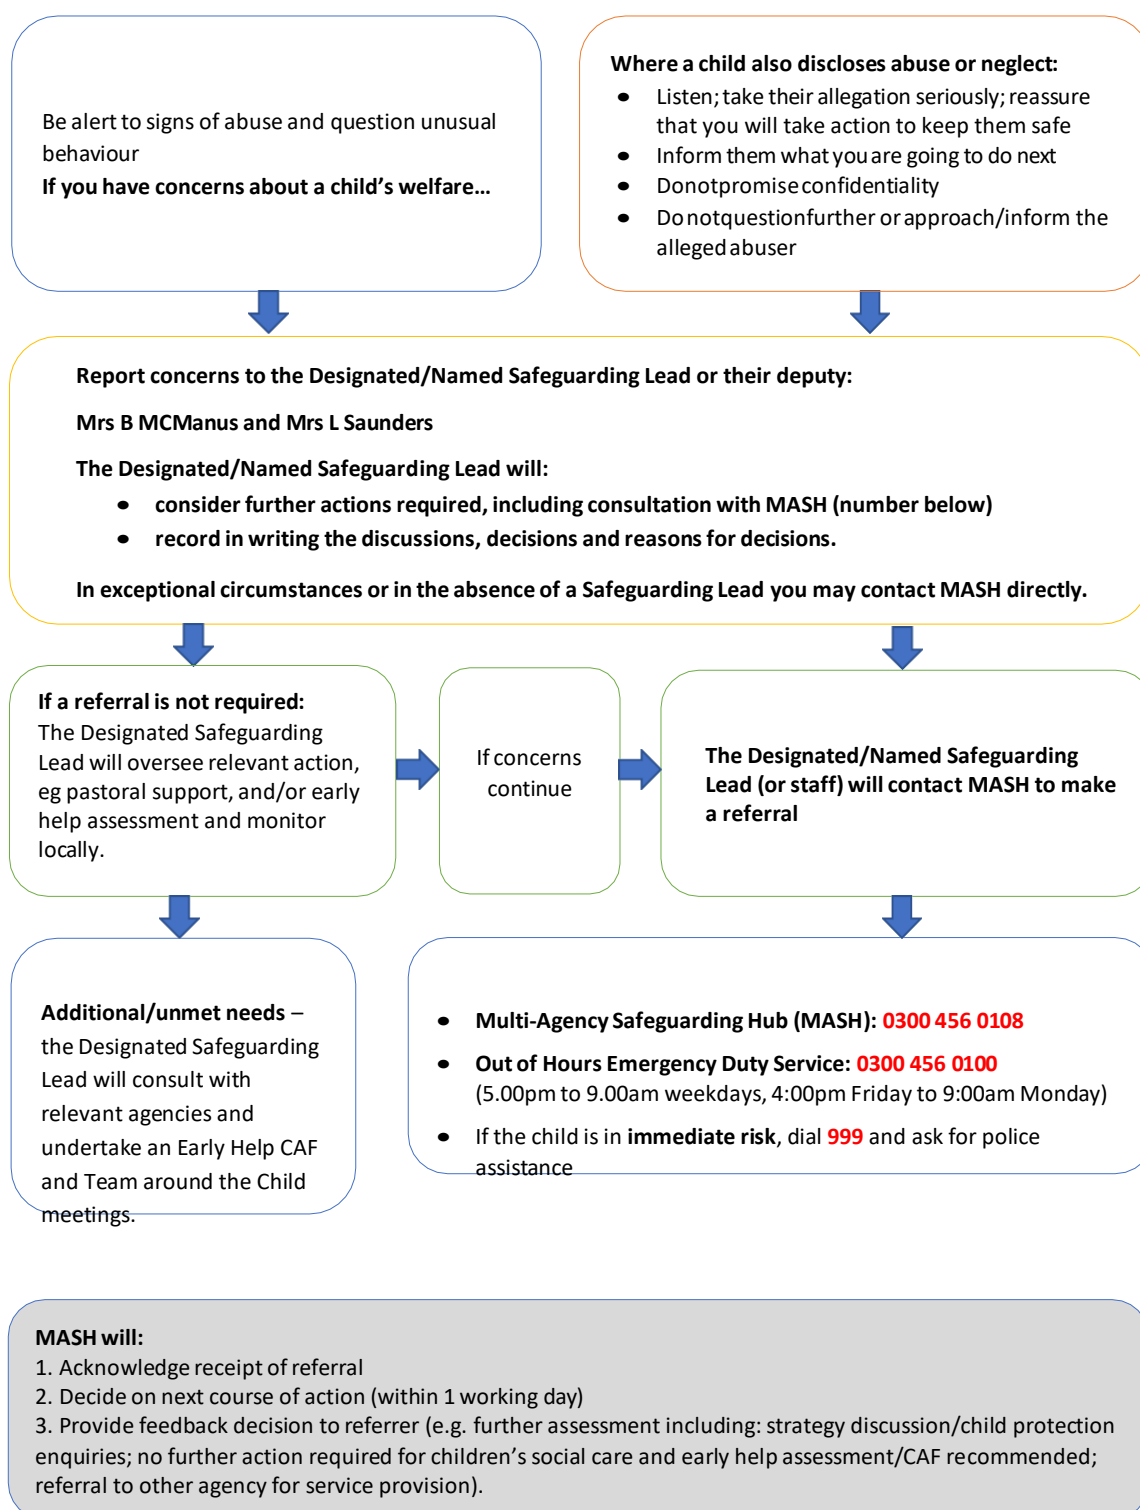 Be alert to signs of abuse and question unusual
behaviour
If you have concerns about a child's welfare…
Where a child also discloses abuse or neglect:
• Listen; take their allegation seriously; reassure
that you will take action to keep them safe
• Inform them what you are going to do next
• Donotpromise confidentiality
• Do notquestionfurther or approach/inform the
alleged abuser
Report concerns to the Designated/Named Safeguarding Lead or their deputy:
Mrs B MCManus and Mrs L Saunders
The Designated/Named Safeguarding Lead will:
• consider further actions required, including consultation with MASH (number below)
• record in writing the discussions, decisions and reasons for decisions.
In exceptional circumstances or in the absence of a Safeguarding Lead you may contact MASH directly.
If a referral is not required:
The Designated Safeguarding
Lead will oversee relevant action,
eg pastoral support, and/or early
help assessment and monitor
locally.
If concerns
continue
The Designated/Named Safeguarding
Lead (or staff) will contact MASH to make
a referral
Additional/unmet needs –
the Designated Safeguarding
Lead will consult with
relevant agencies and
undertake an Early Help CAF
and Team around the Child
meetings.
• Multi-Agency Safeguarding Hub (MASH): 0300 456 0108
• Out of Hours Emergency Duty Service: 0300 456 0100
(5.00pm to 9.00am weekdays, 4:00pm Friday to 9:00am Monday)
• If the child is in immediate risk, dial 999 and ask for police
assistance
MASH will:
1. Acknowledge receipt of referral
2. Decide on next course of action (within 1 working day)
3. Provide feedback decision to referrer (e.g. further assessment including: strategy discussion/child protection
enquiries; no further action required for children's social care and early help assessment/CAF recommended;
referral to other agency for service provision).